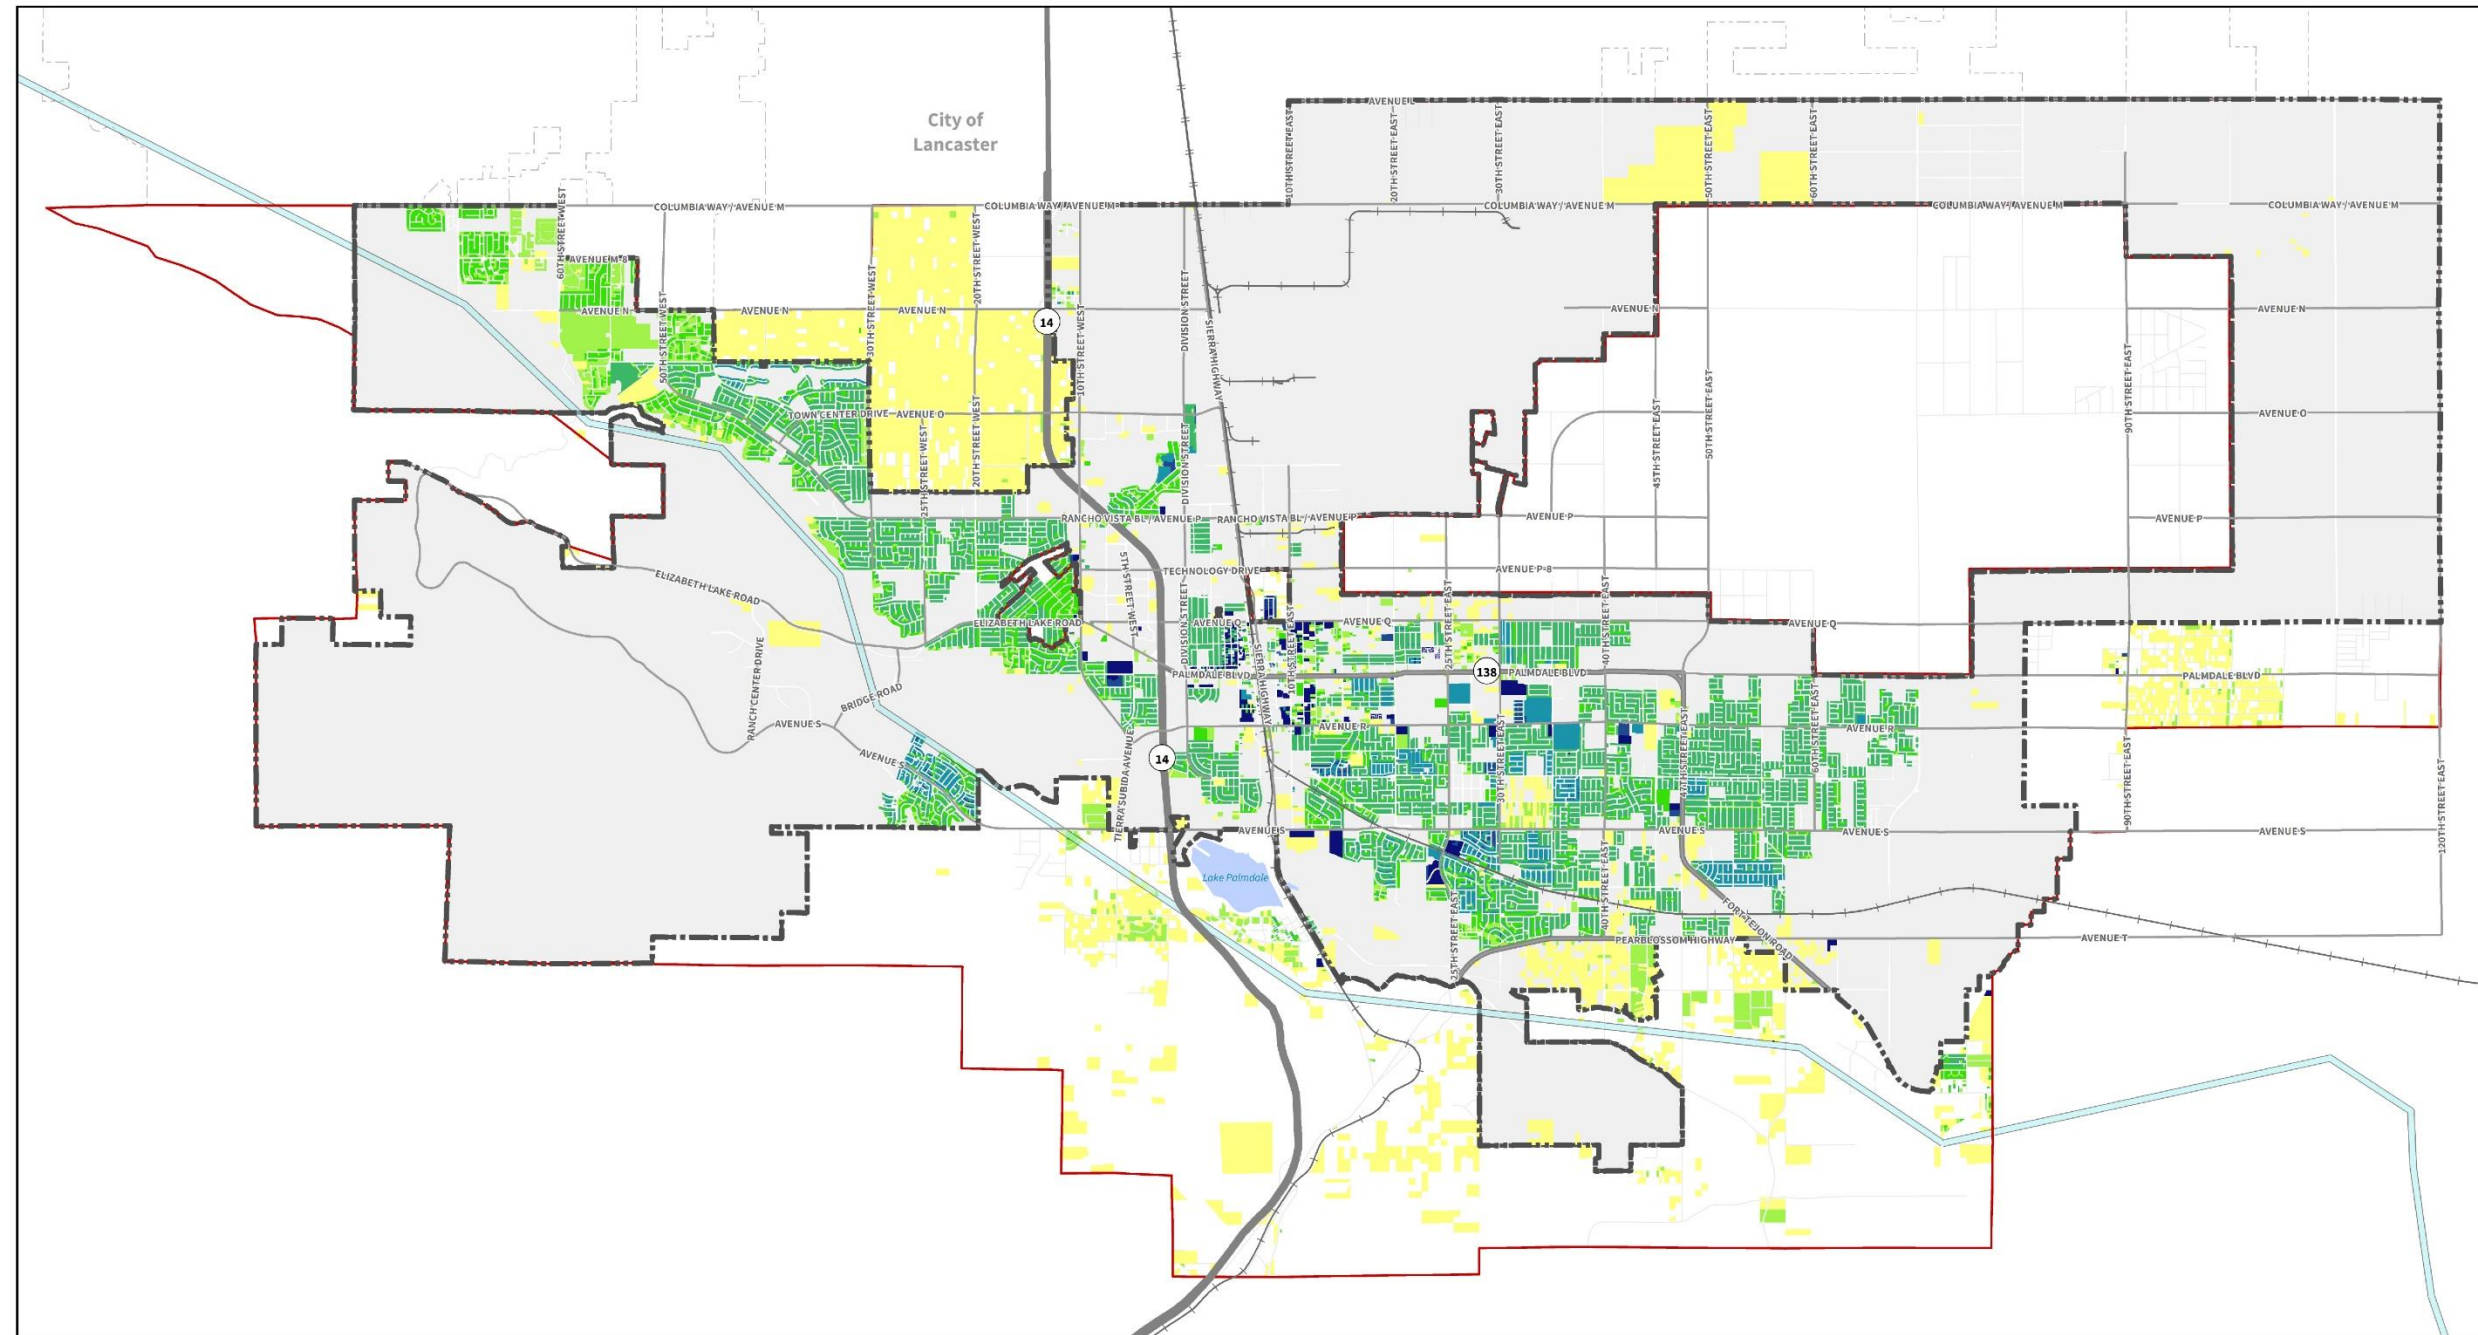 City of
Lancaster
AVENUE L
10TH STREET EAST
20TH STREET EAST
30TH STREET EAST
50TH STREET EAST
60TH STREET EAST
60TH STREET WEST
COLUMBIA WAY / AVENUE M
COLUMBIA WAY / AVENUE M
COLUMBIA WAY / AVENUE M
COLUMBIA WAY / AVENUE M
COLUMBIA WAY / AVENUE M
AVENUE M-8
50TH STREET WEST
30TH STREET WEST
20TH STREET WEST
AVENUE N
AVENUE N
AVENUE N
AVENUE N
AVENUE N
14
10TH STREET WEST
DIVISION STREET
SIERRA HIGHWAY
45TH STREET EAST
50TH STREET EAST
90TH STREET EAST
TOWN CENTER DRIVE
AVENUE O
AVENUE O
25TH STREET WEST
20TH STREET WEST
DIVISION STREET
RANCHO VISTA BL / AVENUE P
RANCHO VISTA BL / AVENUE P
AVENUE P
AVENUE P
5TH STREET WEST
TECHNOLOGY DRIVE
AVENUE P-8
ELIZABETH LAKE ROAD
ELIZABETH LAKE ROAD
DIVISION STREET
AVENUE Q
10TH STREET EAST
AVENUE Q
25TH STREET EAST
40TH STREET EAST
AVENUE Q
RANCH CENTER DRIVE
BRIDGE ROAD
SIERRA HIGHWAY
PALMDALE BLVD
138
PALMDALE BLVD
PALMDALE BLVD
AVENUE S
AVENUE S
TIERRA SUBIDA AVENUE
14
AVENUE R
30TH STREET EAST
47TH STREET EAST
60TH STREET EAST
AVENUE R
90TH STREET EAST
120TH STREET EAST
AVENUE S
AVENUE S
AVENUE S
AVENUE S
Lake Palmdale
25TH STREET EAST
40TH STREET EAST
FORT TEJON ROAD
PEARBLOSSOM HIGHWAY
AVENUE T